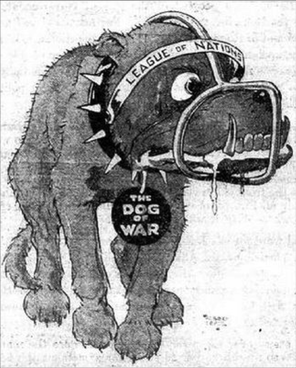 LEAGUE OF NATIONS
THE
DOG
OF
WAR